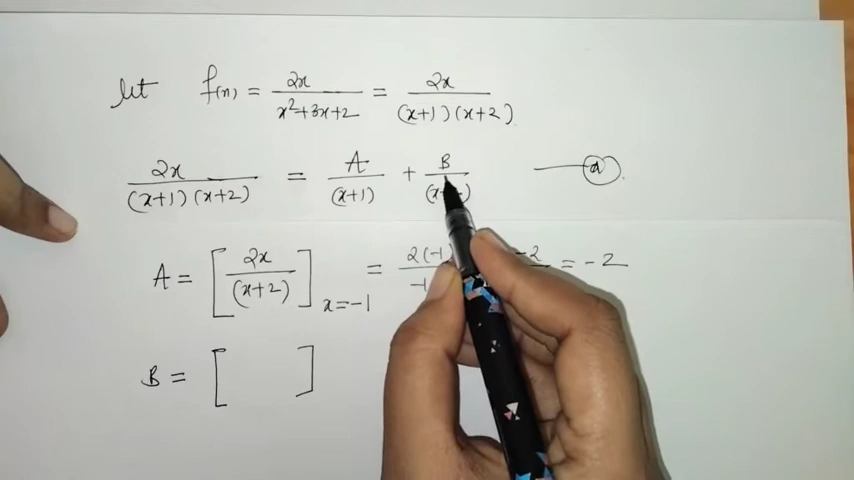 let f(n) = 2x / x²+3x+2 = 2x / (x+1)(x+2)
2x / (x+1)(x+2) = A / (x+1) + B / (x a
A = [ 2x / (x+2) ] x=-1 = 2(-1) / -1 -2 = -2
B = [ ]